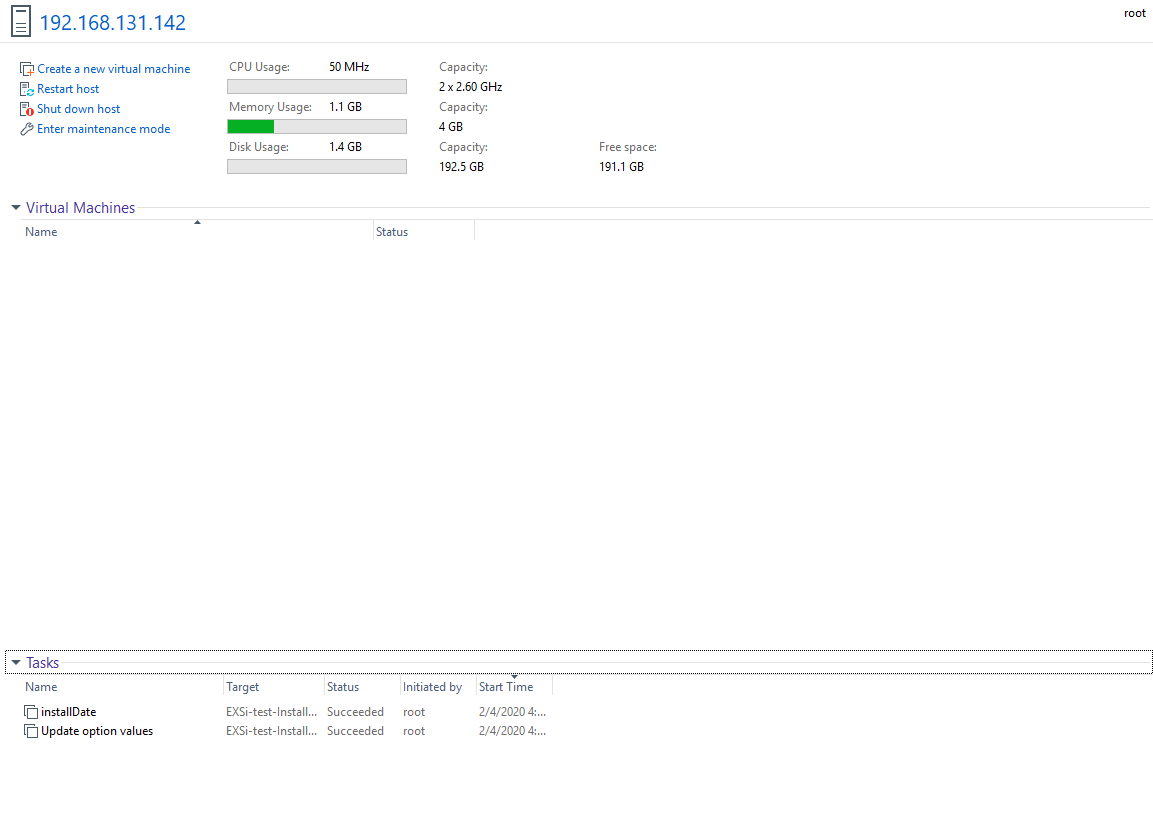 192.168.131.142
root
Create a new virtual machine
Restart host
Shut down host
Enter maintenance mode
CPU Usage: 50 MHz Capacity:
2 x 2.60 GHz
Memory Usage: 1.1 GB Capacity:
4 GB
Disk Usage: 1.4 GB Capacity: Free space:
192.5 GB 191.1 GB
Virtual Machines
Name Status
Tasks
Name Target Status Initiated by Start Time
installDate EXSi-test-Install... Succeeded root 2/4/2020 4:...
Update option values EXSi-test-Install... Succeeded root 2/4/2020 4:...